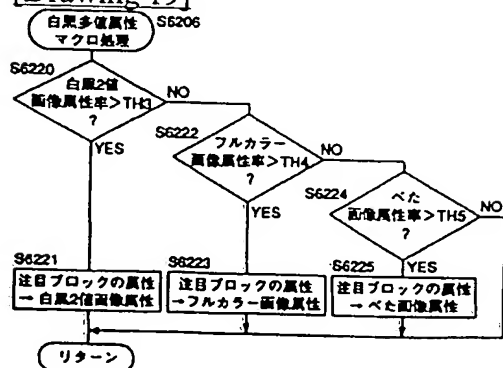 [Drawing 15]
白黒多値属性
マクロ処理
S6206
S6220
白黒2値
画像属性率>TH3
?
NO
YES
S6222
フルカラー
画像属性率>TH4
?
NO
YES
S6224
べた
画像属性率>TH5
?
NO
YES
S6221
注目ブロックの属性
→ 白黒2値画像属性
S6223
注目ブロックの属性
→フルカラー画像属性
S6225
注目ブロックの属性
→ べた画像属性
リターン